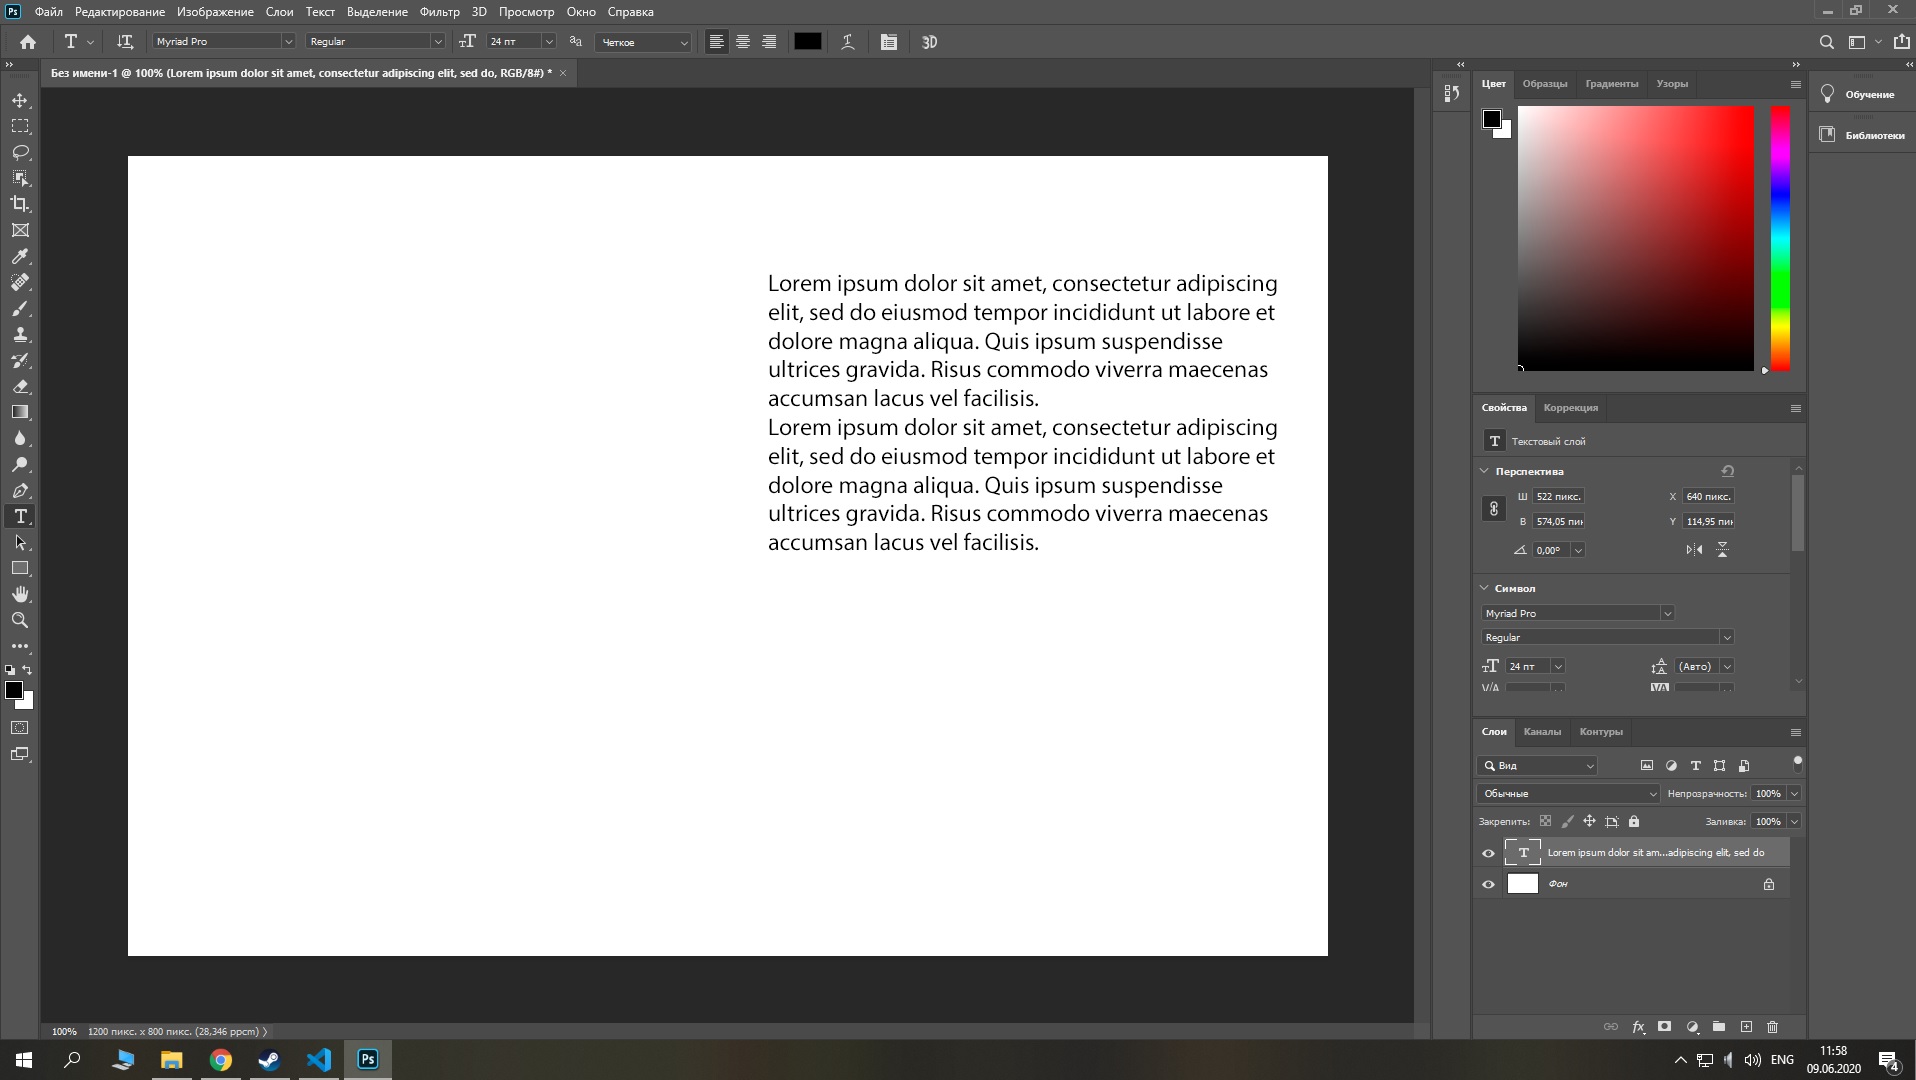 Ps Файл Редактирование Изображение Слои Текст Выделение Фильтр 3D Просмотр Окно Справка
T Myriad Pro Regular 24 пт Четкое 3D
Без имени-1 @ 100% (Lorem ipsum dolor sit amet, consectetur adipiscing elit, sed do, RGB/8#) *
Lorem ipsum dolor sit amet, consectetur adipiscing
elit, sed do eiusmod tempor incididunt ut labore et
dolore magna aliqua. Quis ipsum suspendisse
ultrices gravida. Risus commodo viverra maecenas
accumsan lacus vel facilisis.
Lorem ipsum dolor sit amet, consectetur adipiscing
elit, sed do eiusmod tempor incididunt ut labore et
dolore magna aliqua. Quis ipsum suspendisse
ultrices gravida. Risus commodo viverra maecenas
accumsan lacus vel facilisis.
Цвет Образцы Градиенты Узоры
Обучение
Библиотеки
Свойства Коррекция
T Текстовый слой
Перспектива
Ш 522 пикс. X 640 пикс.
В 574,05 пи Y 114,95 пи
0,00°
Символ
Myriad Pro
Regular
24 пт (Авто)
V/A VA
Слои Каналы Контуры
Вид
Обычные Непрозрачность: 100%
Закрепить: Заливка: 100%
T Lorem ipsum dolor sit am...adipiscing elit, sed do
Фон
fx
100% 1200 пикс. x 800 пикс. (28,346 ppcm)
Ps ENG 11:58
09.06.2020 4